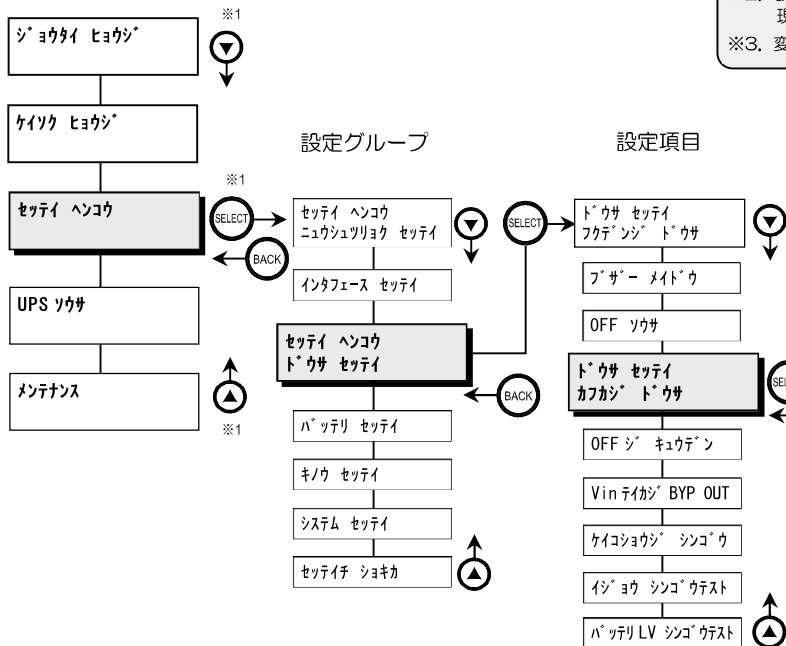 ※1
ｼﾞｮｳﾀｲ ﾋｮｳｼﾞ
現
※3. 変
ｹｲｿｸ ﾋｮｳｼﾞ
設定グループ
設定項目
※1
ｾｯﾃｲ ﾍﾝｺｳ
SELECT
BACK
UPS ｿｳｻ
ﾒﾝﾃﾅﾝｽ
※1
ｾｯﾃｲ ﾍﾝｺｳ
ﾆｭｳｼｭﾂﾘｮｸ ｾｯﾃｲ
ｲﾝﾀﾌｪｰｽ ｾｯﾃｲ
ｾｯﾃｲ ﾍﾝｺｳ
ﾄﾞｳｻ ｾｯﾃｲ
ﾊﾞｯﾃﾘ ｾｯﾃｲ
ｷﾉｳ ｾｯﾃｲ
ｼｽﾃﾑ ｾｯﾃｲ
ｾｯﾃｲﾁ ｼｮｷｶ
SELECT
BACK
ﾄﾞｳｻ ｾｯﾃｲ
ﾌｸﾃﾞﾝｼﾞ ﾄﾞｳｻ
ﾌﾞｻﾞｰ ﾒｲﾄﾞｳ
OFF ｿｳｻ
ﾄﾞｳｻ ｾｯﾃｲ
ｶﾌｶｼﾞ ﾄﾞｳｻ
OFFｼﾞ ｷｭｳﾃﾞﾝ
Vinﾃｲｶｼﾞ BYP OUT
ｹｲｺｼｮｳｼﾞ ｼﾝｺﾞｳ
ｲｼﾞｮｳ ｼﾝｺﾞｳﾃｽﾄ
ﾊﾞｯﾃﾘLV ｼﾝｺﾞｳﾃｽﾄ